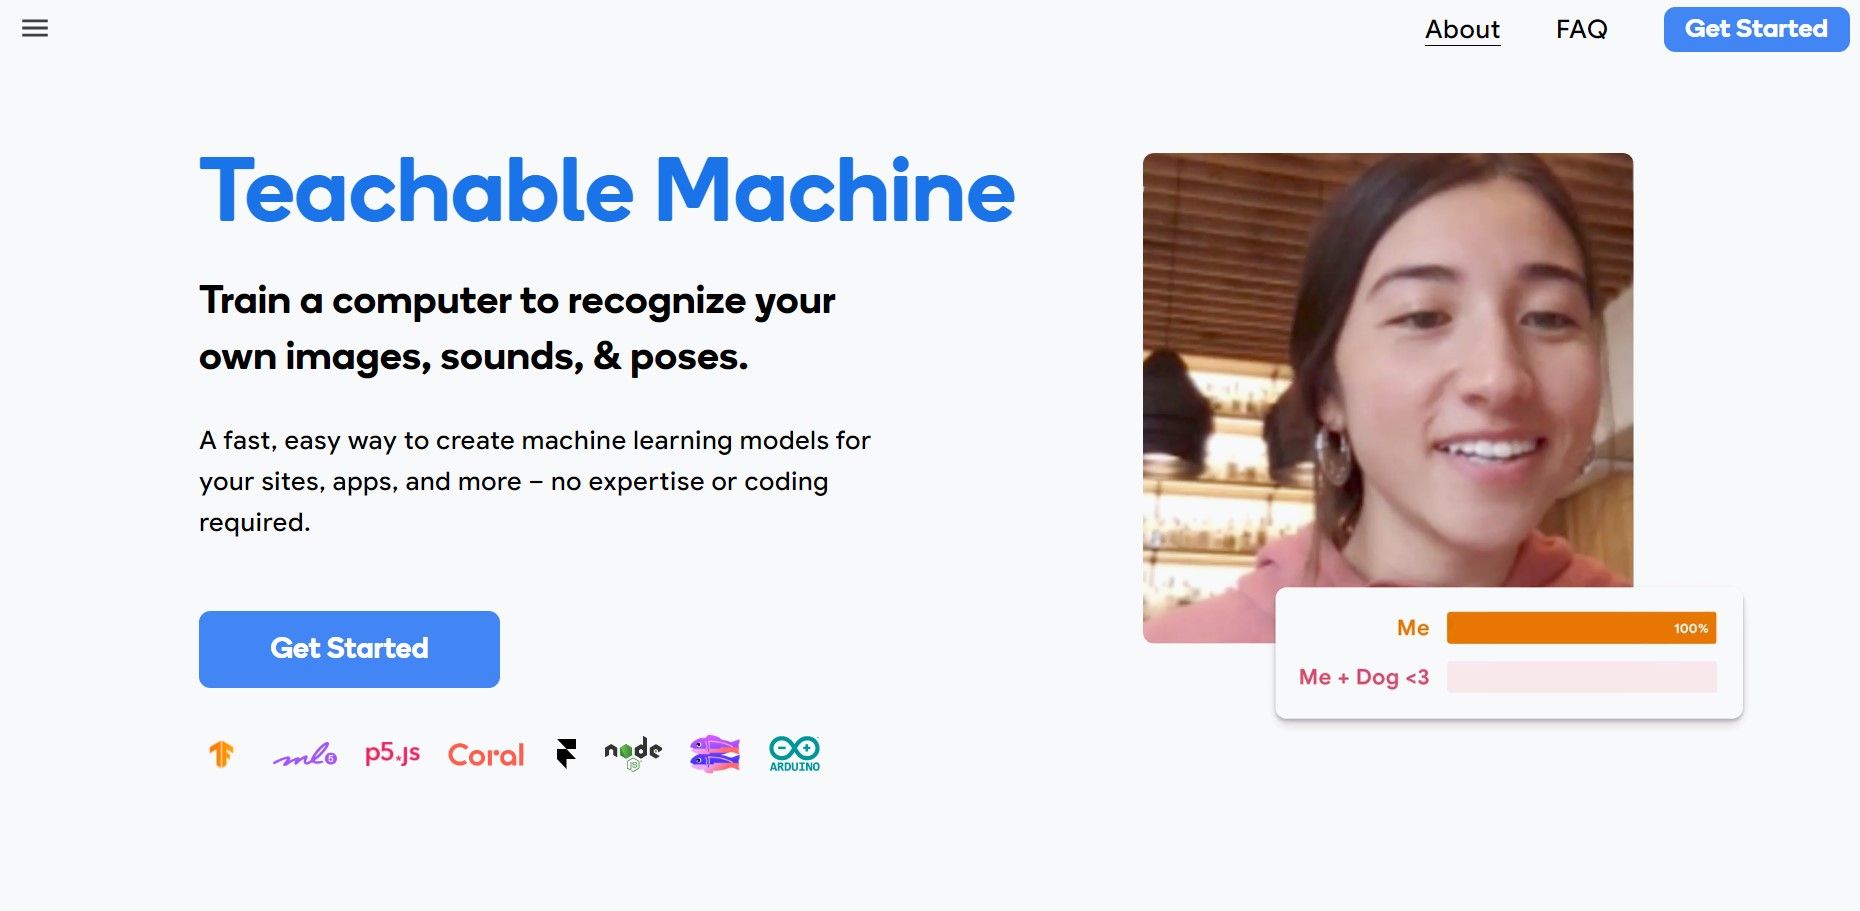 About
FAQ
Get Started
Teachable Machine
Train a computer to recognize your
own images, sounds, & poses.
A fast, easy way to create machine learning models for
your sites, apps, and more – no expertise or coding
required.
Get Started
ml5
p5.js
Coral
node
JS
ARDUINO
Me
100%
Me + Dog <3